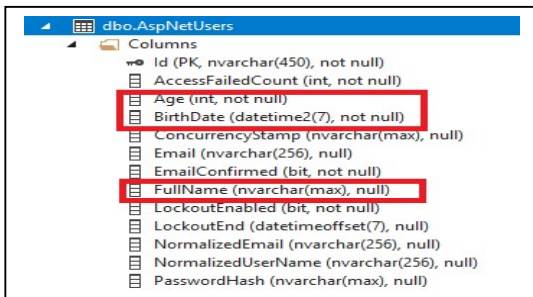 dbo.AspNetUsers
Columns
Id (PK, nvarchar(450), not null)
AccessFailedCount (int, not null)
Age (int, not null)
BirthDate (datetime2(7), not null)
ConcurrencyStamp (nvarchar(max), null)
Email (nvarchar(256), null)
EmailConfirmed (bit, not null)
FullName (nvarchar(max), null)
LockoutEnabled (bit, not null)
LockoutEnd (datetimeoffset(7), null)
NormalizedEmail (nvarchar(256), null)
NormalizedUserName (nvarchar(256), null)
PasswordHash (nvarchar(max), null)